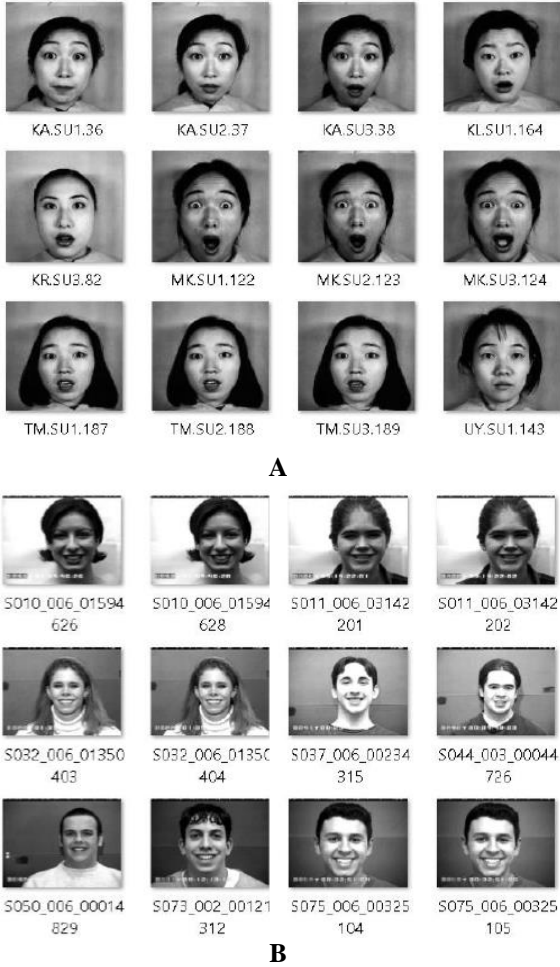 KA.SU1.36 KA.SU2.37 KA.SU3.38 KL.SU1.164
KR.SU3.82 MK.SU1.122 MK.SU2.123 MK.SU3.124
TM.SU1.187 TM.SU2.188 TM.SU3.189 UY.SU1.143
A
S010_006_01594 S010_006_01594 S011_006_03142 S011_006_03142
626 628 201 202
S032_006_01350 S032_006_01350 S037_006_00234 S044_003_00044
403 404 315 726
S050_006_00014 S073_002_00121 S075_006_00325 S075_006_00325
829 312 104 105
B